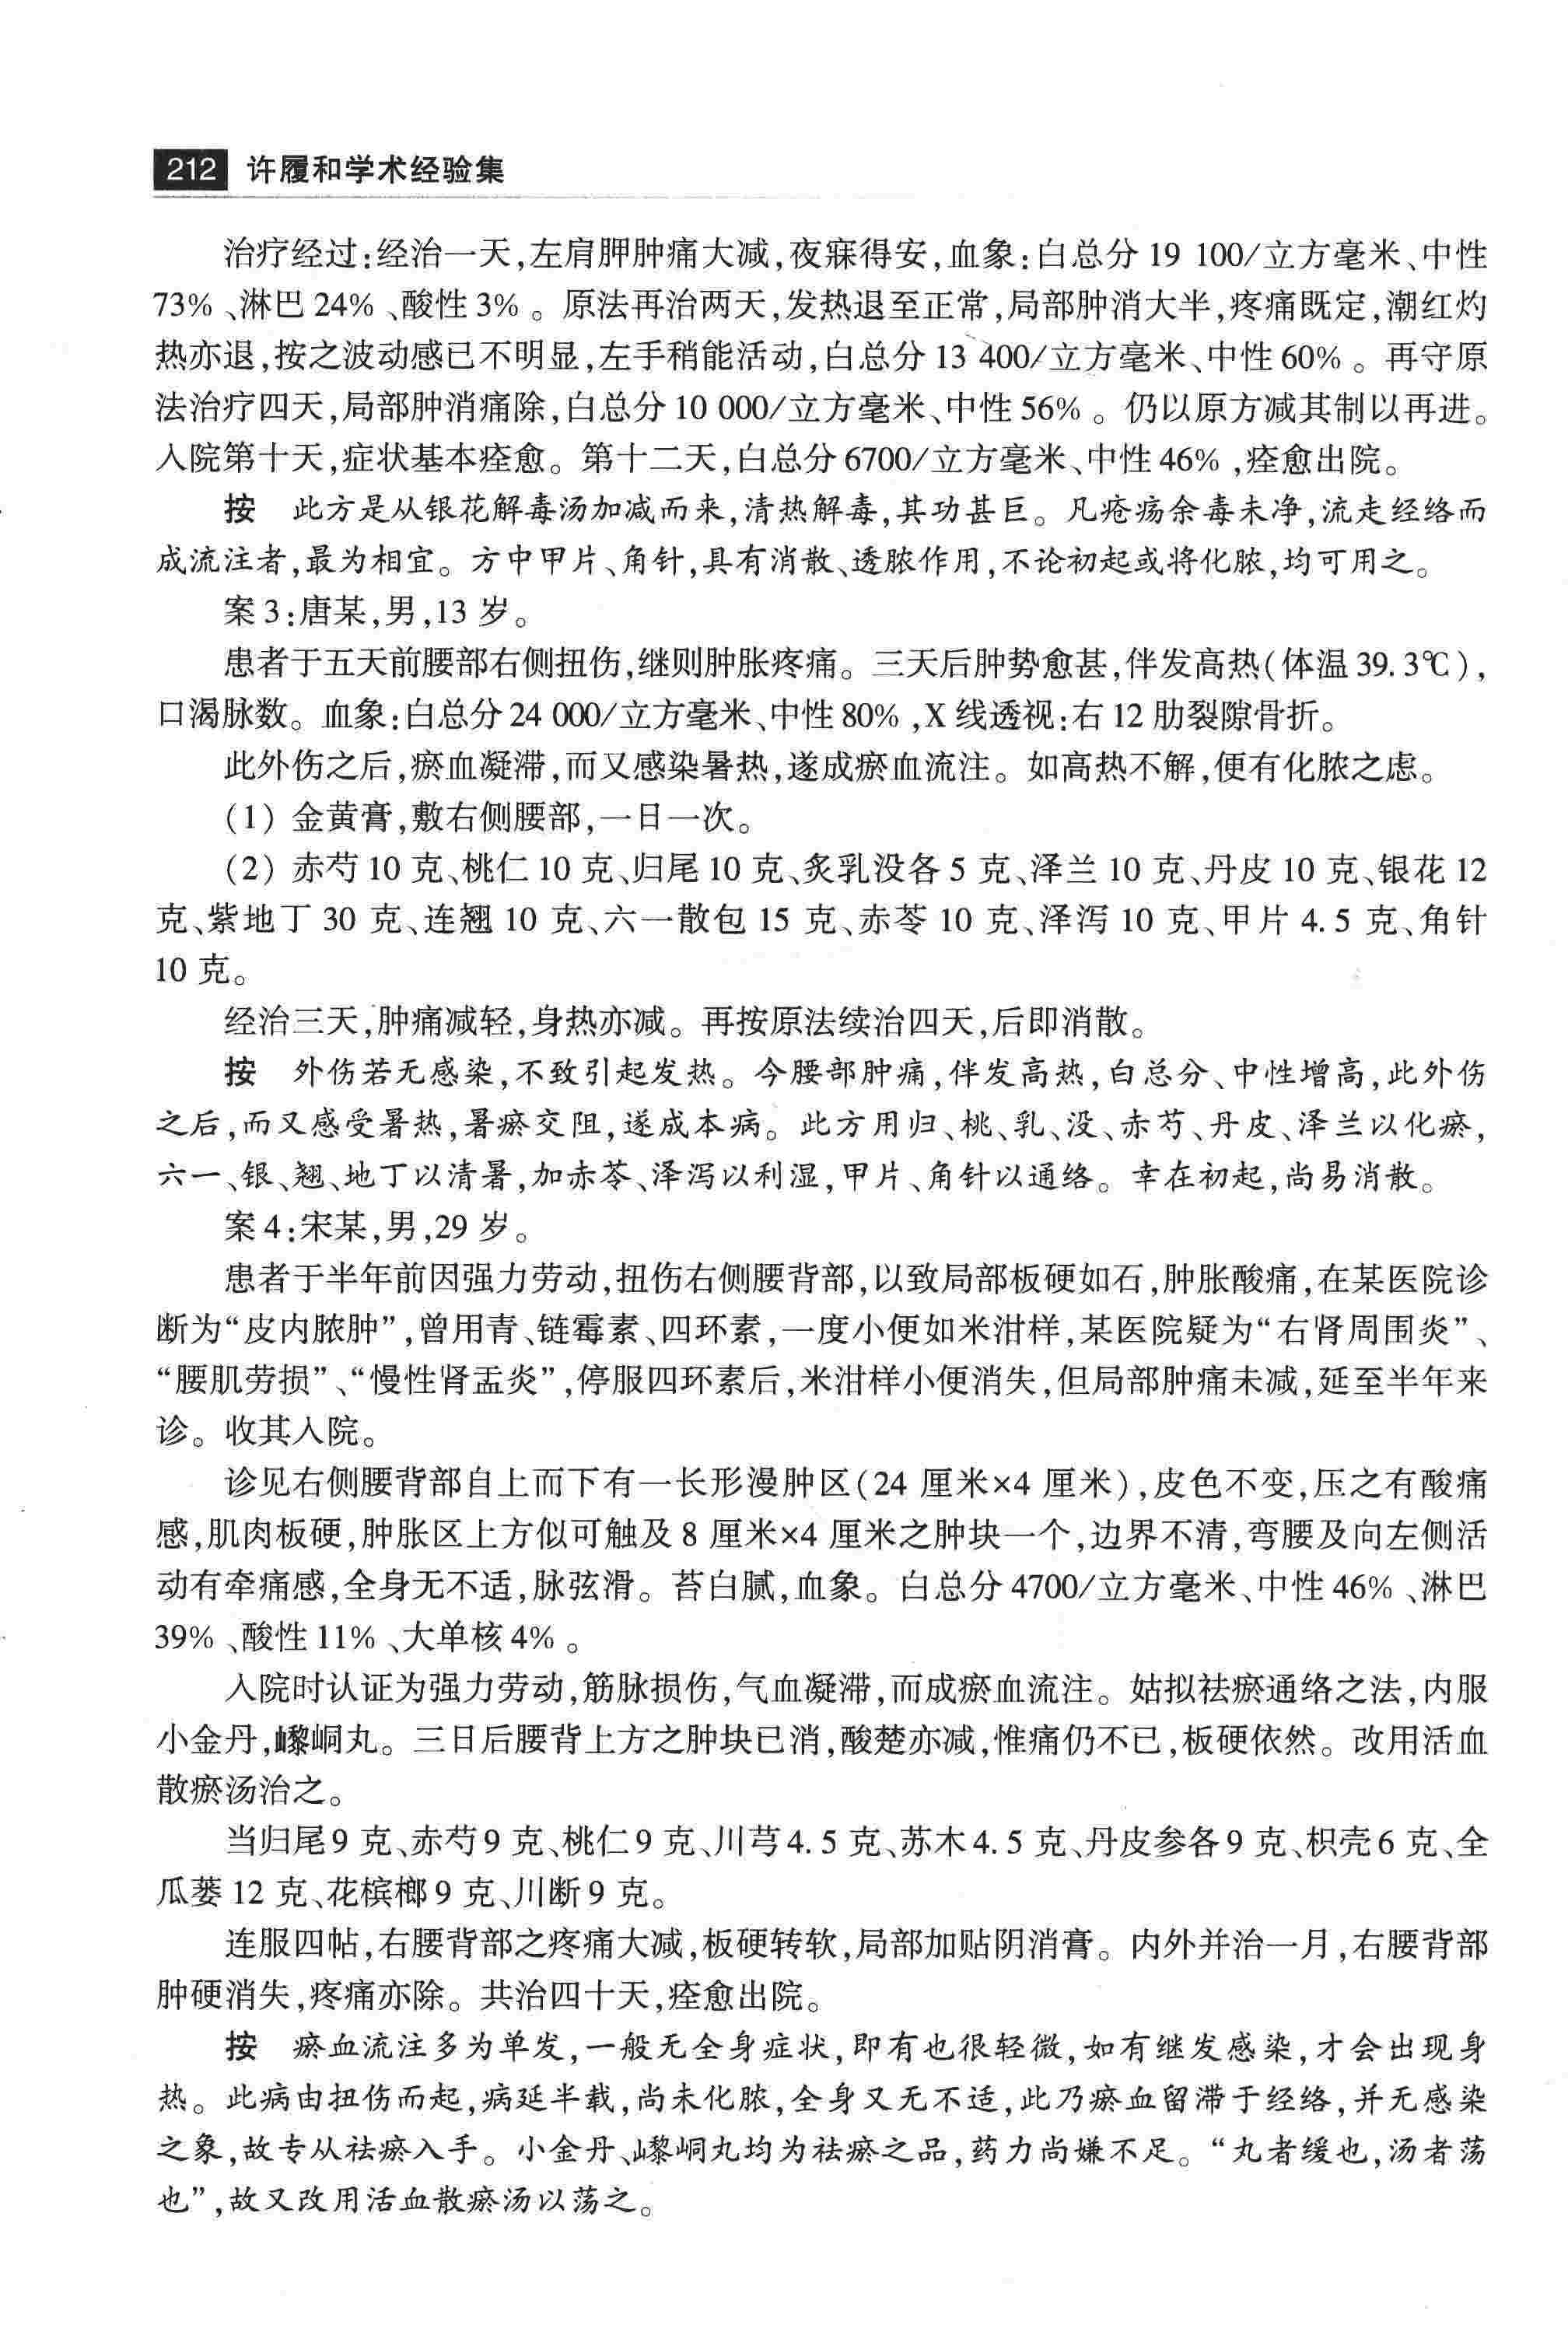 212 许履和学术经验集
治疗经过:经治一天,左肩胛肿痛大减,夜寐得安,血象:白总分 19 100/立方毫米、中性
73%、淋巴 24%、酸性 3%。原法再治两天,发热退至正常,局部肿消大半,疼痛既定,潮红灼
热亦退,按之波动感已不明显,左手稍能活动,白总分 13 400/立方毫米、中性 60%。再守原
法治疗四天,局部肿消痛除,白总分 10 000/立方毫米、中性 56%。仍以原方减其制以再进。
入院第十天,症状基本痊愈。第十二天,白总分 6700/立方毫米、中性 46%,痊愈出院。
按 此方是从银花解毒汤加减而来,清热解毒,其功甚巨。凡疮疡余毒未净,流走经络而
成流注者,最为相宜。方中甲片、角针,具有消散、透脓作用,不论初起或将化脓,均可用之。
案 3:唐某,男,13 岁。
患者于五天前腰部右侧扭伤,继则肿胀疼痛。三天后肿势愈甚,伴发高热(体温 39.3℃),
口渴脉数。血象:白总分 24 000/立方毫米、中性 80%,X 线透视:右 12 肋裂隙骨折。
此外伤之后,瘀血凝滞,而又感染暑热,遂成瘀血流注。如高热不解,便有化脓之虑。
(1) 金黄膏,敷右侧腰部,一日一次。
(2) 赤芍 10 克、桃仁 10 克、归尾 10 克、炙乳没各 5 克、泽兰 10 克、丹皮 10 克、银花 12
克、紫地丁 30 克、连翘 10 克、六一散包 15 克、赤苓 10 克、泽泻 10 克、甲片 4.5 克、角针
10 克。
经治三天,肿痛减轻,身热亦减。再按原法续治四天,后即消散。
按 外伤若无感染,不致引起发热。今腰部肿痛,伴发高热,白总分、中性增高,此外伤
之后,而又感受暑热,暑瘀交阻,遂成本病。此方用归、桃、乳、没、赤芍、丹皮、泽兰以化瘀,
六一、银、翘、地丁以清暑,加赤苓、泽泻以利湿,甲片、角针以通络。幸在初起,尚易消散。
案 4:宋某,男,29 岁。
患者于半年前因强力劳动,扭伤右侧腰背部,以致局部板硬如石,肿胀酸痛,在某医院诊
断为“皮内脓肿”,曾用青、链霉素、四环素,一度小便如米泔样,某医院疑为“右肾周围炎”、
“腰肌劳损”、“慢性肾盂炎”,停服四环素后,米泔样小便消失,但局部肿痛未减,延至半年来
诊。收其入院。
诊见右侧腰背部自上而下有一长形漫肿区(24 厘米×4 厘米),皮色不变,压之有酸痛
感,肌肉板硬,肿胀区上方似可触及 8 厘米×4 厘米之肿块一个,边界不清,弯腰及向左侧活
动有牵痛感,全身无不适,脉弦滑。苔白腻,血象。白总分 4700/立方毫米、中性 46%、淋巴
39%、酸性 11%、大单核 4%。
入院时认证为强力劳动,筋脉损伤,气血凝滞,而成瘀血流注。姑拟祛瘀通络之法,内服
小金丹,嚟峒丸。三日后腰背上方之肿块已消,酸楚亦减,惟痛仍不已,板硬依然。改用活血
散瘀汤治之。
当归尾 9 克、赤芍 9 克、桃仁 9 克、川芎 4.5 克、苏木 4.5 克、丹皮参各 9 克、枳壳 6 克、全
瓜蒌 12 克、花槟榔 9 克、川断 9 克。
连服四帖,右腰背部之疼痛大减,板硬转软,局部加贴阴消膏。内外并治一月,右腰背部
肿硬消失,疼痛亦除。共治四十天,痊愈出院。
按 瘀血流注多为单发,一般无全身症状,即有也很轻微,如有继发感染,才会出现身
热。此病由扭伤而起,病延半载,尚未化脓,全身又无不适,此乃瘀血留滞于经络,并无感染
之象,故专从祛瘀入手。小金丹、嚟峒丸均为祛瘀之品,药力尚嫌不足。“丸者缓也,汤者荡
也”,故又改用活血散瘀汤以荡之。